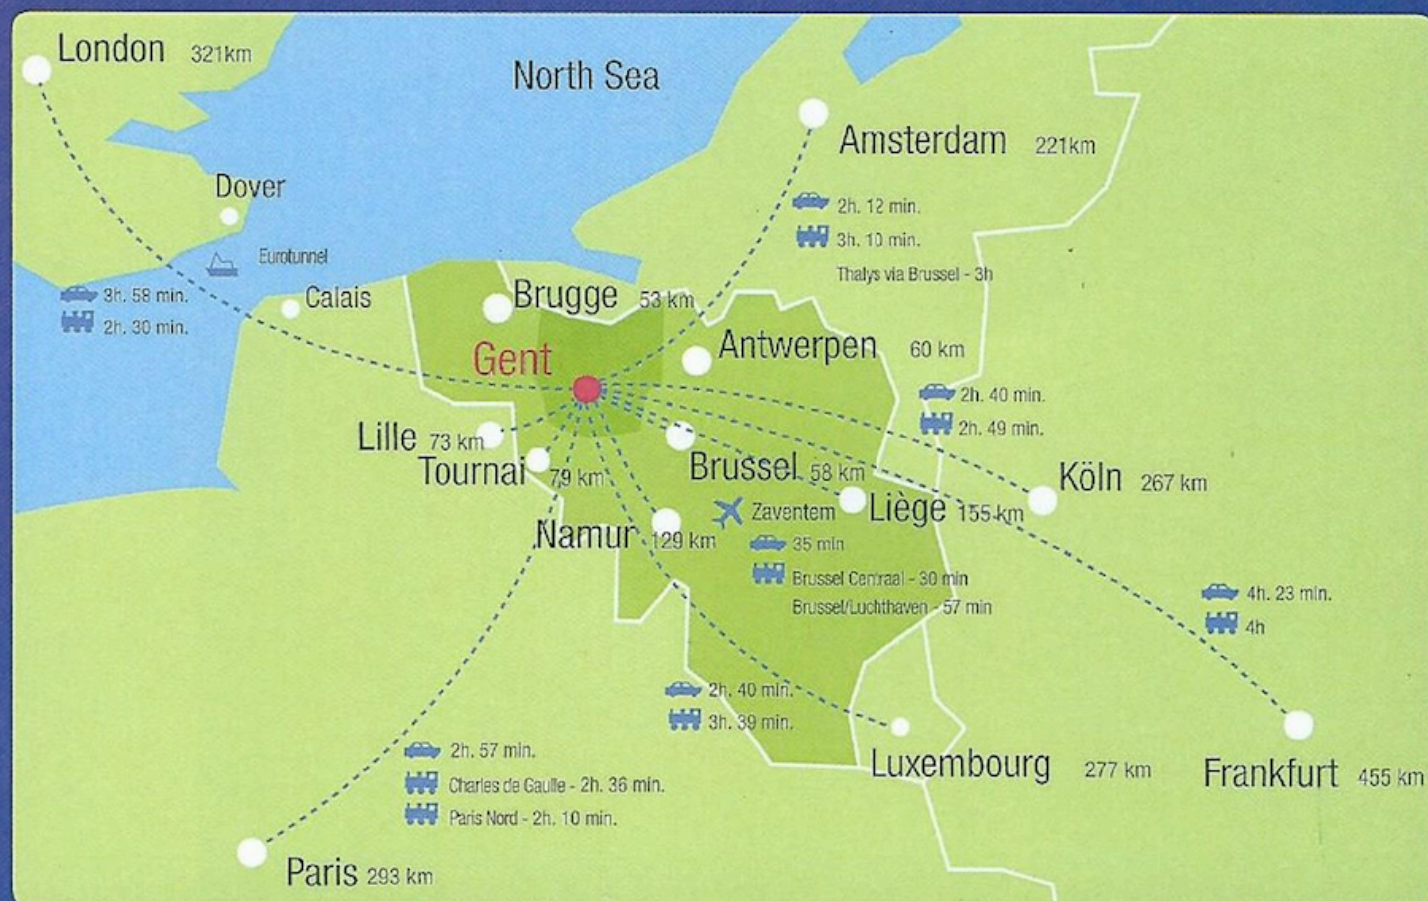 London 321km
North Sea
Amsterdam 221km
Dover
2h. 12 min.
3h. 10 min.
Thalys via Brussel - 3h
Eurotunnel
3h. 58 min.
2h. 30 min.
Calais
Brugge 53 km
Gent
Antwerpen 60 km
2h. 40 min.
2h. 49 min.
Lille 73 km
Tournai 79 km
Brussel 58 km
Köln 267 km
Zaventem
Liège 155 km
Namur 129 km
35 min
Brussel Centraal - 30 min
Brussel/Luchthaven - 57 min
4h. 23 min.
4h
2h. 40 min.
3h. 39 min.
2h. 57 min.
Charles de Gaulle - 2h. 36 min.
Paris Nord - 2h. 10 min.
Luxembourg 277 km
Frankfurt 455 km
Paris 293 km